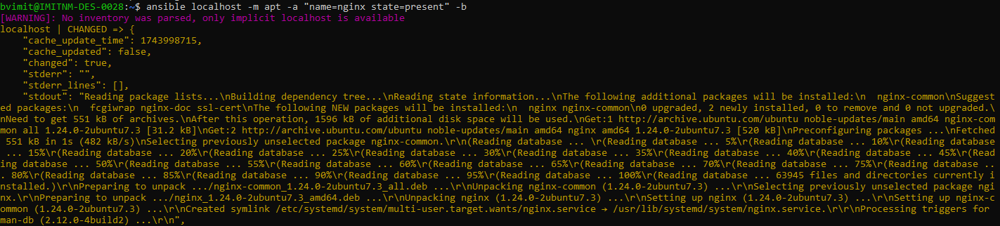 bvimit@IMITNM-DES-0028:~$ ansible localhost -m apt -a "name=nginx state=present" -b
[WARNING]: No inventory was parsed, only implicit localhost is available
localhost | CHANGED => {
    "cache_update_time": 1743998715,
    "cache_updated": false,
    "changed": true,
    "stderr": "",
    "stderr_lines": [],
    "stdout": "Reading package lists...\nBuilding dependency tree...\nReading state information...\nThe following additional packages will be installed:\n  nginx-common\nSuggest
ed packages:\n  fcgiwrap nginx-doc ssl-cert\nThe following NEW packages will be installed:\n  nginx nginx-common\n0 upgraded, 2 newly installed, 0 to remove and 0 not upgraded.\
\nNeed to get 551 kB of archives.\nAfter this operation, 1596 kB of additional disk space will be used.\nGet:1 http://archive.ubuntu.com/ubuntu noble-updates/main amd64 nginx-com
mon all 1.24.0-2ubuntu7.3 [31.2 kB]\nGet:2 http://archive.ubuntu.com/ubuntu noble-updates/main amd64 nginx amd64 1.24.0-2ubuntu7.3 [520 kB]\nPreconfiguring packages ...\nFetched
551 kB in 1s (482 kB/s)\nSelecting previously unselected package nginx-common.\r\n(Reading database ... \r(Reading database ... 5%\r(Reading database ... 10%\r(Reading database
... 15%\r(Reading database ... 20%\r(Reading database ... 25%\r(Reading database ... 30%\r(Reading database ... 35%\r(Reading database ... 40%\r(Reading database ... 45%\r(Read
ing database ... 50%\r(Reading database ... 55%\r(Reading database ... 60%\r(Reading database ... 65%\r(Reading database ... 70%\r(Reading database ... 75%\r(Reading database ..
. 80%\r(Reading database ... 85%\r(Reading database ... 90%\r(Reading database ... 95%\r(Reading database ... 100%\r(Reading database ... 63945 files and directories currently i
nstalled.)\r\nPreparing to unpack .../nginx-common_1.24.0-2ubuntu7.3_all.deb ...\r\nUnpacking nginx-common (1.24.0-2ubuntu7.3) ...\r\nSelecting previously unselected package ngi
nx.\r\nPreparing to unpack .../nginx_1.24.0-2ubuntu7.3_amd64.deb ...\r\nUnpacking nginx (1.24.0-2ubuntu7.3) ...\r\nSetting up nginx (1.24.0-2ubuntu7.3) ...\r\nSetting up nginx-c
ommon (1.24.0-2ubuntu7.3) ...\r\nCreated symlink /etc/systemd/system/multi-user.target.wants/nginx.service → /usr/lib/systemd/system/nginx.service.\r\r\nProcessing triggers for
man-db (2.12.0-4build2) ...\r\n",